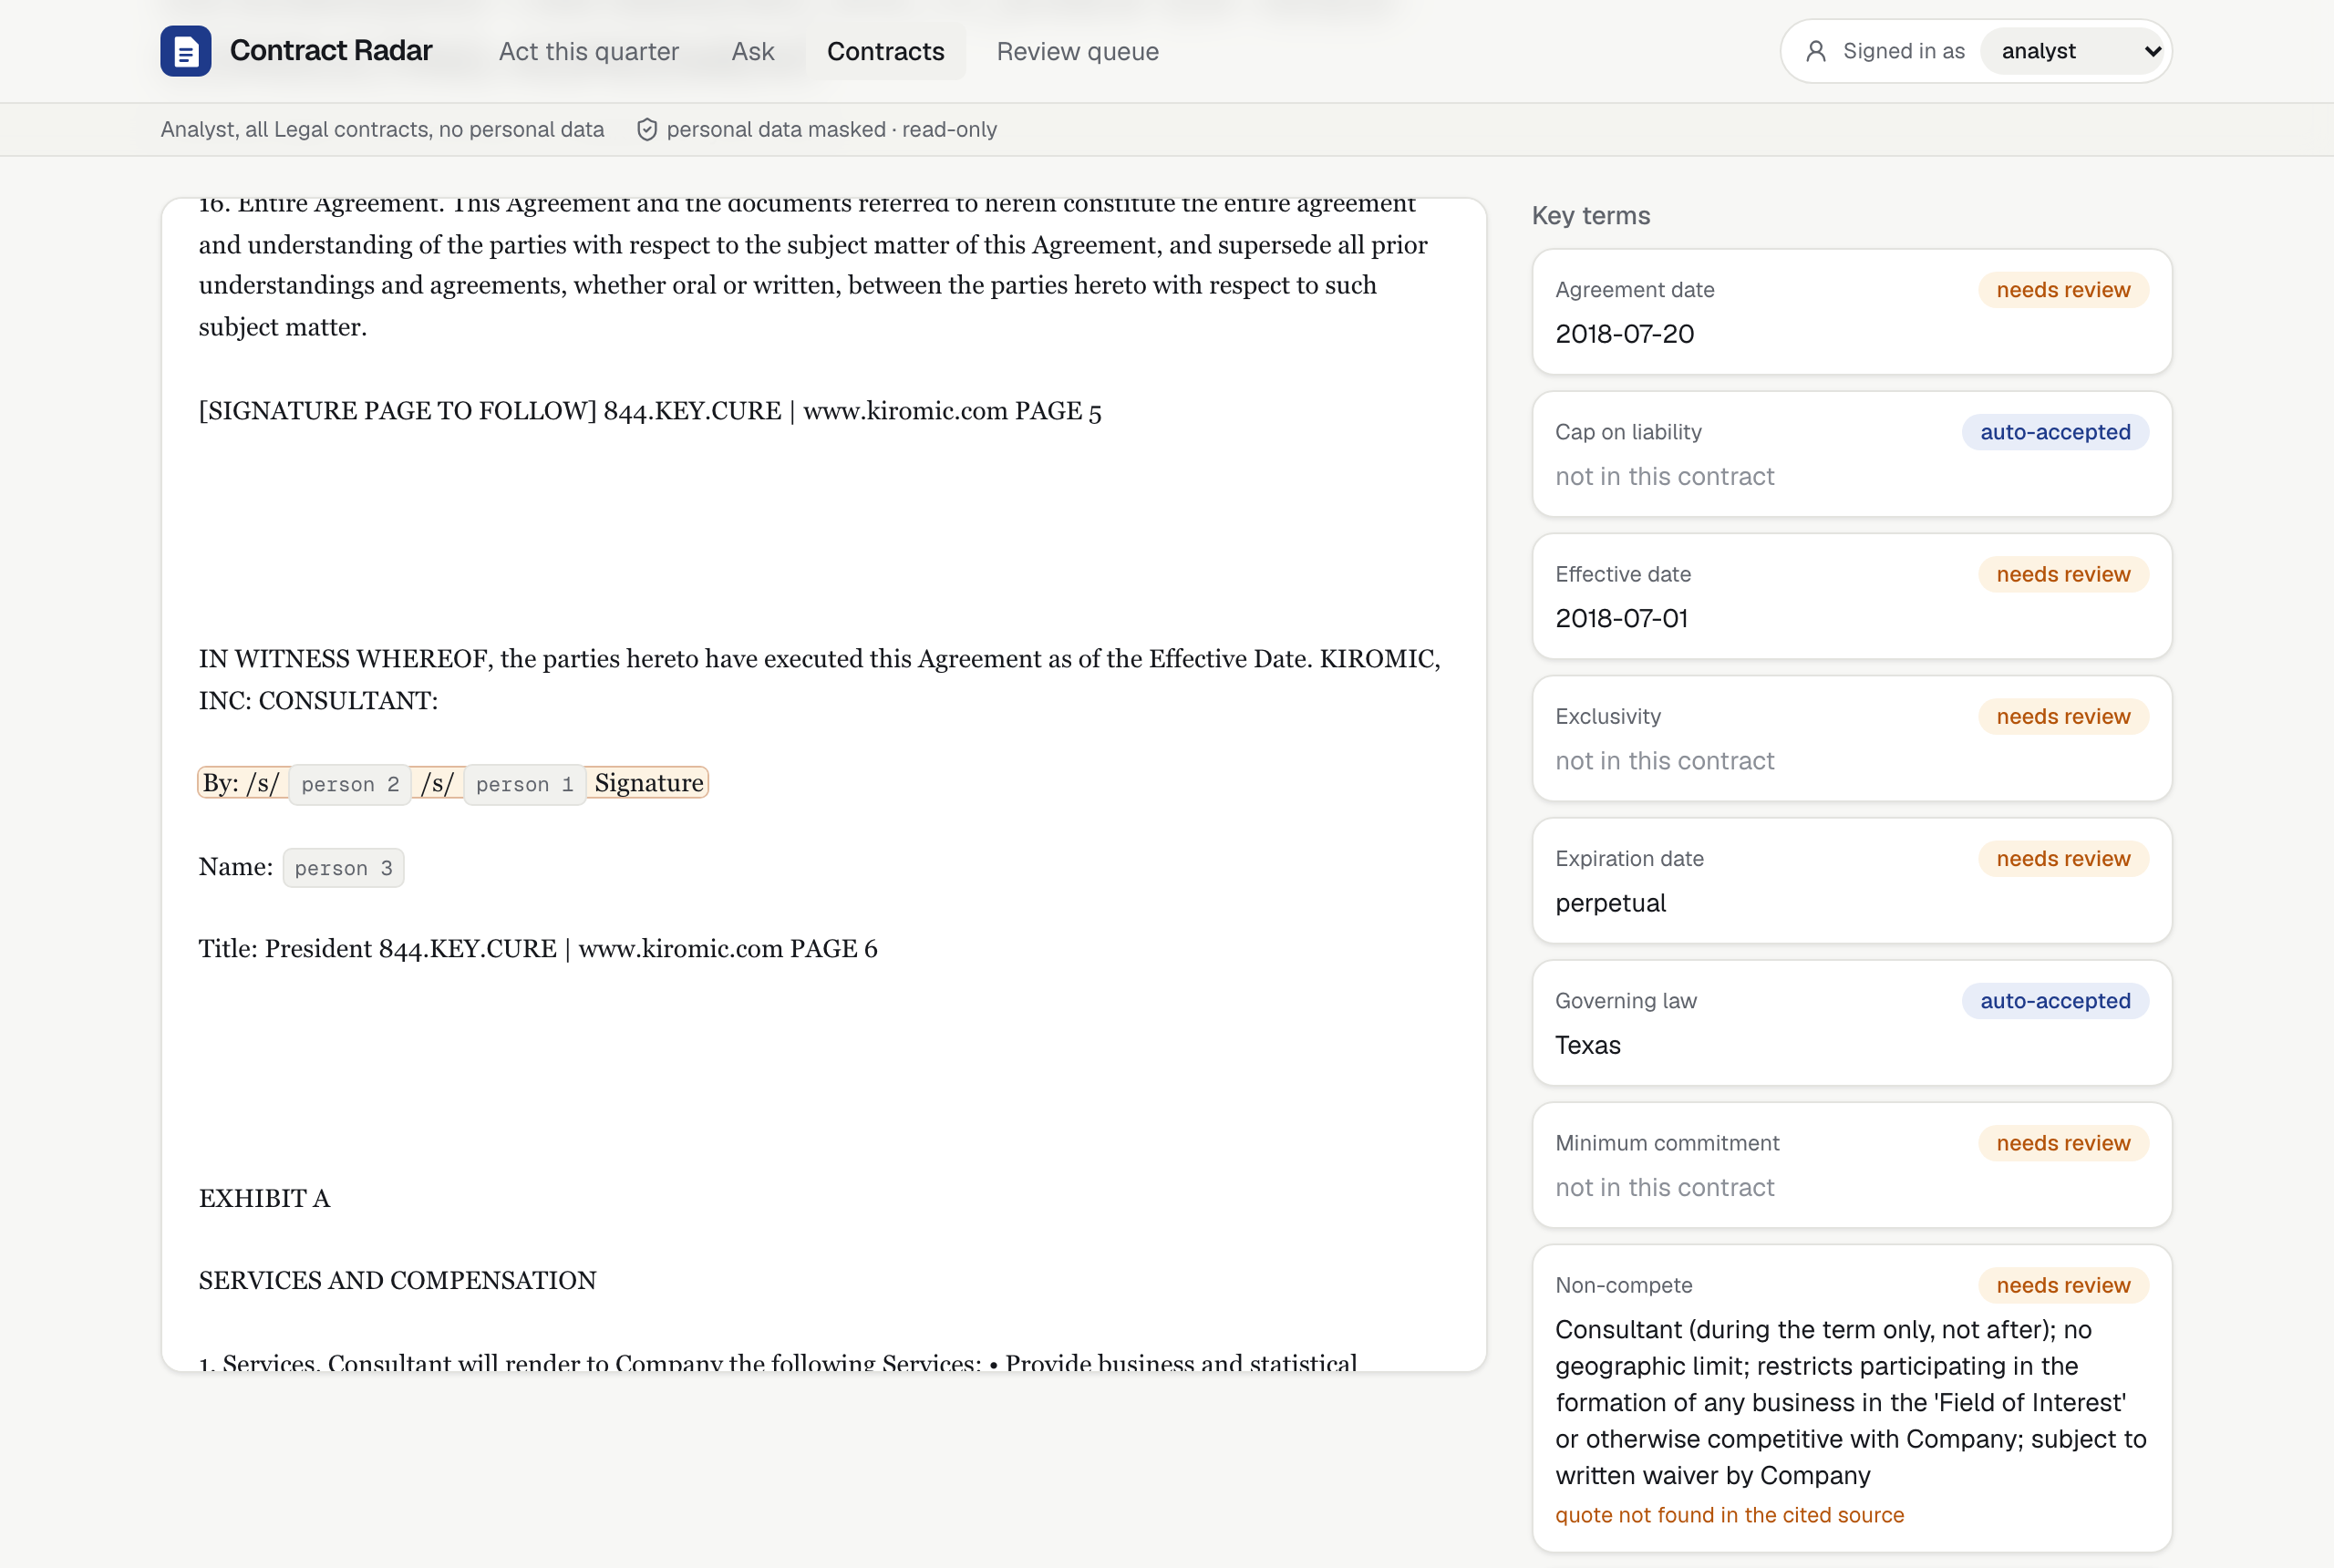 Contract Radar
Act this quarter
Ask
Contracts
Review queue
Signed in as
analyst
Analyst, all Legal contracts, no personal data
personal data masked · read-only
16. Entire Agreement. This Agreement and the documents referred to herein constitute the entire agreement
and understanding of the parties with respect to the subject matter of this Agreement, and supersede all prior
understandings and agreements, whether oral or written, between the parties hereto with respect to such
subject matter.
[SIGNATURE PAGE TO FOLLOW] 844.KEY.CURE | www.kiromic.com PAGE 5
IN WITNESS WHEREOF, the parties hereto have executed this Agreement as of the Effective Date. KIROMIC,
INC: CONSULTANT:
By: /s/ person 2 /s/ person 1 Signature
Name: person 3
Title: President 844.KEY.CURE | www.kiromic.com PAGE 6
EXHIBIT A
SERVICES AND COMPENSATION
1. Services. Consultant will render to Company the following Services: • Provide business and statistical
Key terms
Agreement date
needs review
2018-07-20
Cap on liability
auto-accepted
not in this contract
Effective date
needs review
2018-07-01
Exclusivity
needs review
not in this contract
Expiration date
needs review
perpetual
Governing law
auto-accepted
Texas
Minimum commitment
needs review
not in this contract
Non-compete
needs review
Consultant (during the term only, not after); no
geographic limit; restricts participating in the
formation of any business in the 'Field of Interest'
or otherwise competitive with Company; subject to
written waiver by Company
quote not found in the cited source